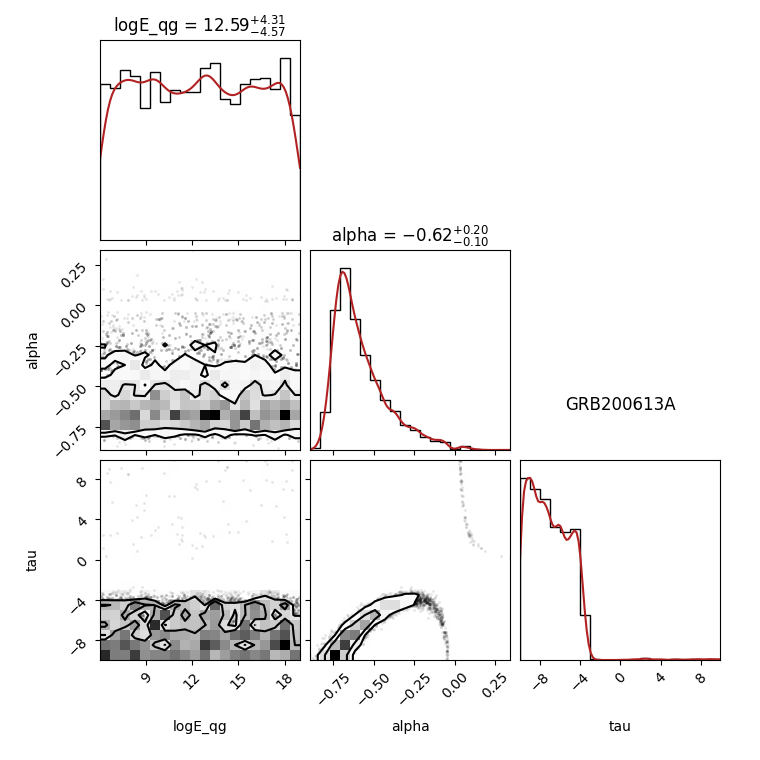 logE_qg = 12.59+4.31−4.57
alpha = −0.62+0.20−0.10
0.25
0.00
−0.25
−0.50
−0.75
alpha
GRB200613A
8
4
0
−4
−8
tau
9 12 15 18
−0.75 −0.50 −0.25 0.00 0.25
−8 −4 0 4 8
logE_qg alpha tau